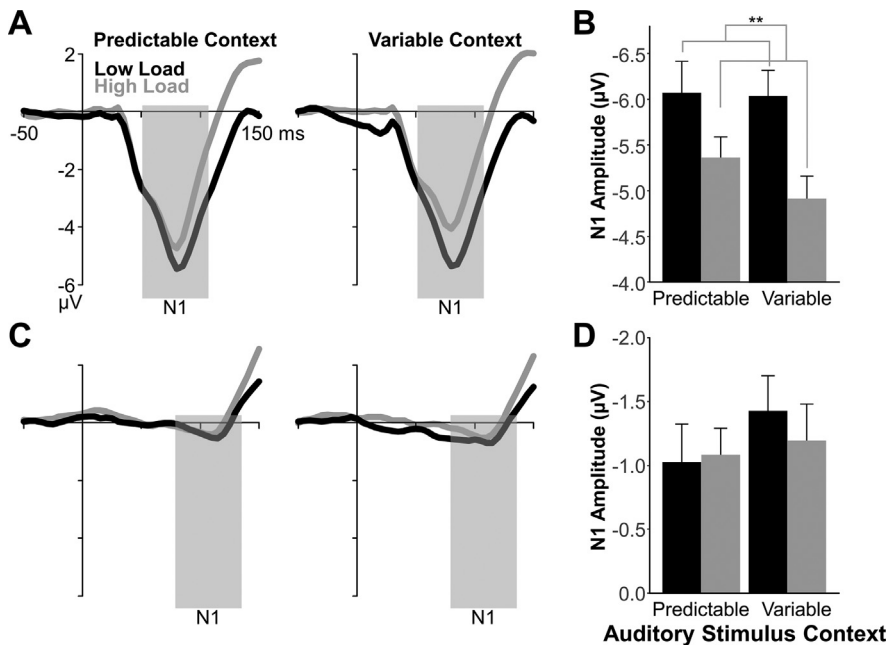 A
Predictable Context
Variable Context
Low Load
High Load
2
-50
150 ms
-2
-4
-6
µV
N1
N1
B
**
N1 Amplitude (µV)
-6.5
-6.0
-5.5
-5.0
-4.5
-4.0
Predictable
Variable
C
N1
N1
D
N1 Amplitude (µV)
-2.0
-1.5
-1.0
-0.5
0.0
Predictable
Variable
Auditory Stimulus Context